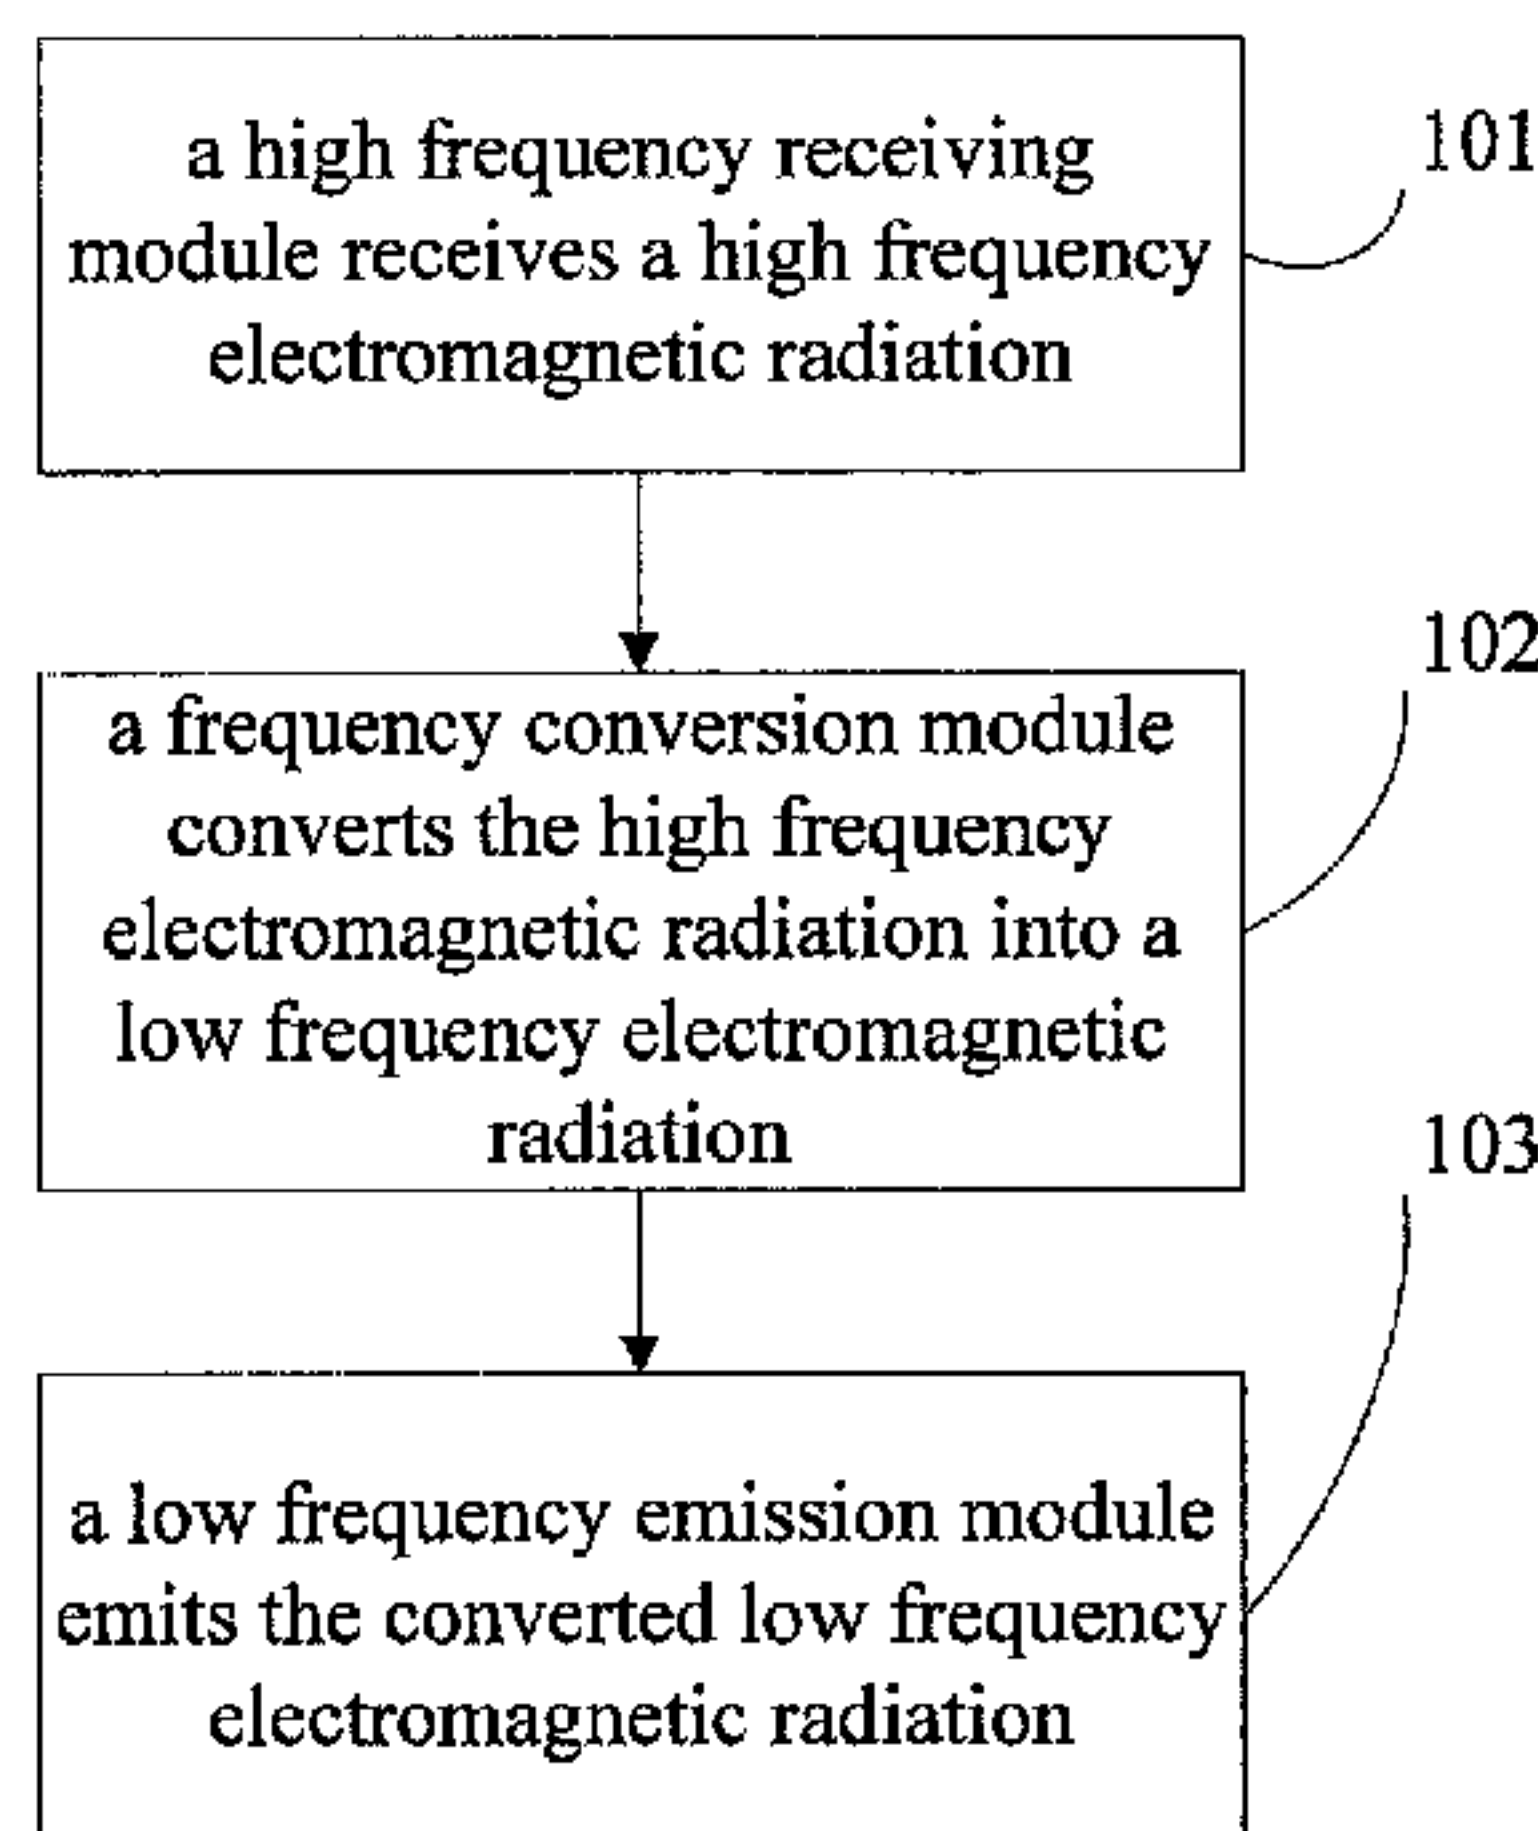 a high frequency receiving
module receives a high frequency
electromagnetic radiation
101
a frequency conversion module
converts the high frequency
electromagnetic radiation into a
low frequency electromagnetic
radiation
102
a low frequency emission module
emits the converted low frequency
electromagnetic radiation
103